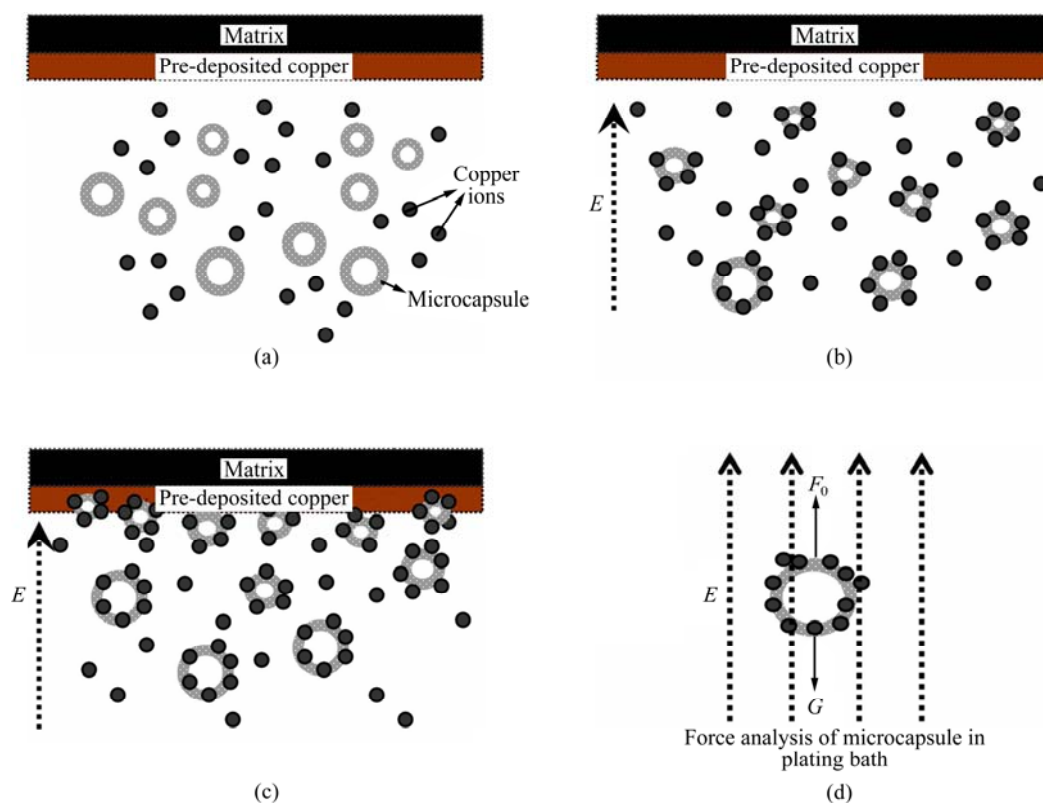 Matrix
Pre-deposited copper
Copper
ions
Microcapsule
(a)
Matrix
Pre-deposited copper
E
(b)
Matrix
Pre-deposited copper
E
(c)
F0
E
G
Force analysis of microcapsule in
plating bath
(d)